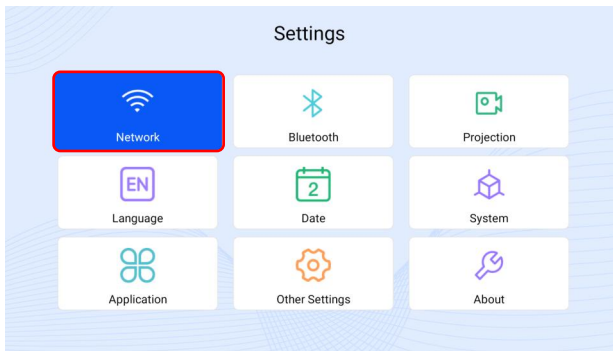 Settings
Network
Bluetooth
Projection
EN
2
Language
Date
System
Application
Other Settings
About